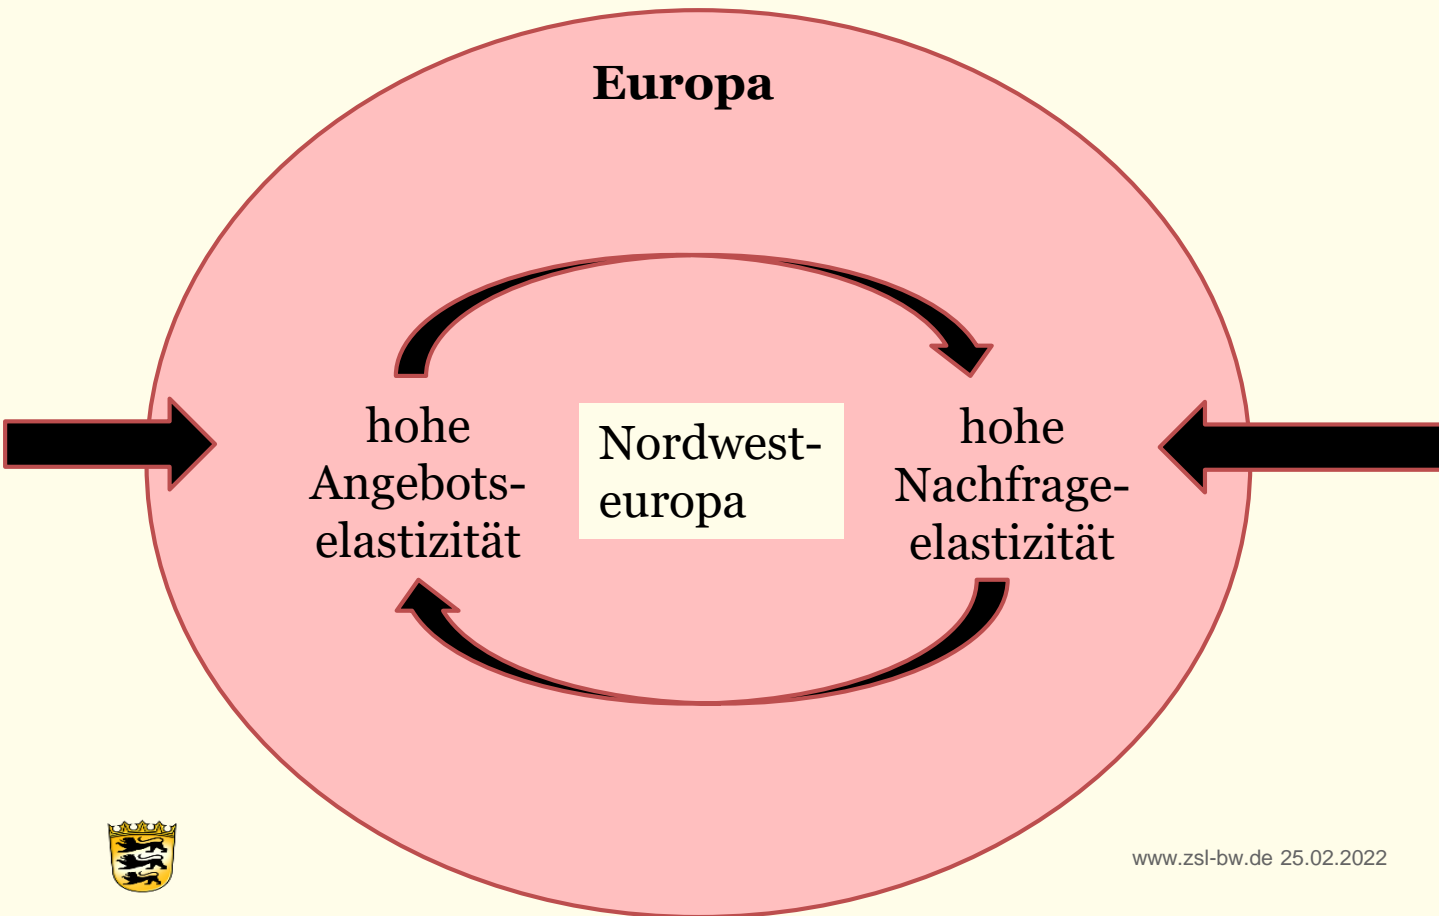 Europa
hohe
Angebots-
elastizität
Nordwest-
europa
hohe
Nachfrage-
elastizität
www.zsl-bw.de 25.02.2022